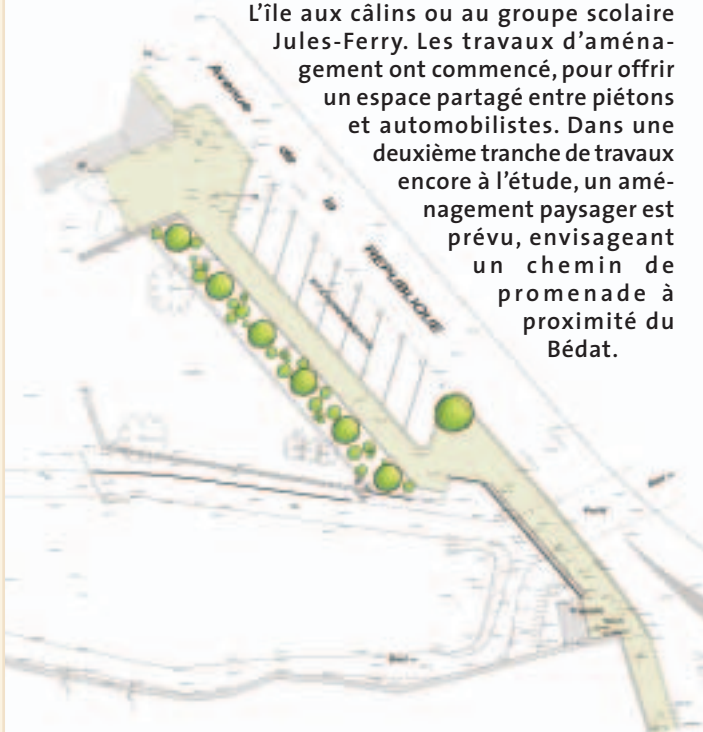 L'île aux câlins ou au groupe scolaire
Jules-Ferry. Les travaux d'aména-
gement ont commencé, pour offrir
un espace partagé entre piétons
et automobilistes. Dans une
deuxième tranche de travaux
encore à l'étude, un amé-
nagement paysager est
prévu, envisageant
un chemin de
promenade à
proximité du
Bédat.
Avenue de la REPUBLIQUE